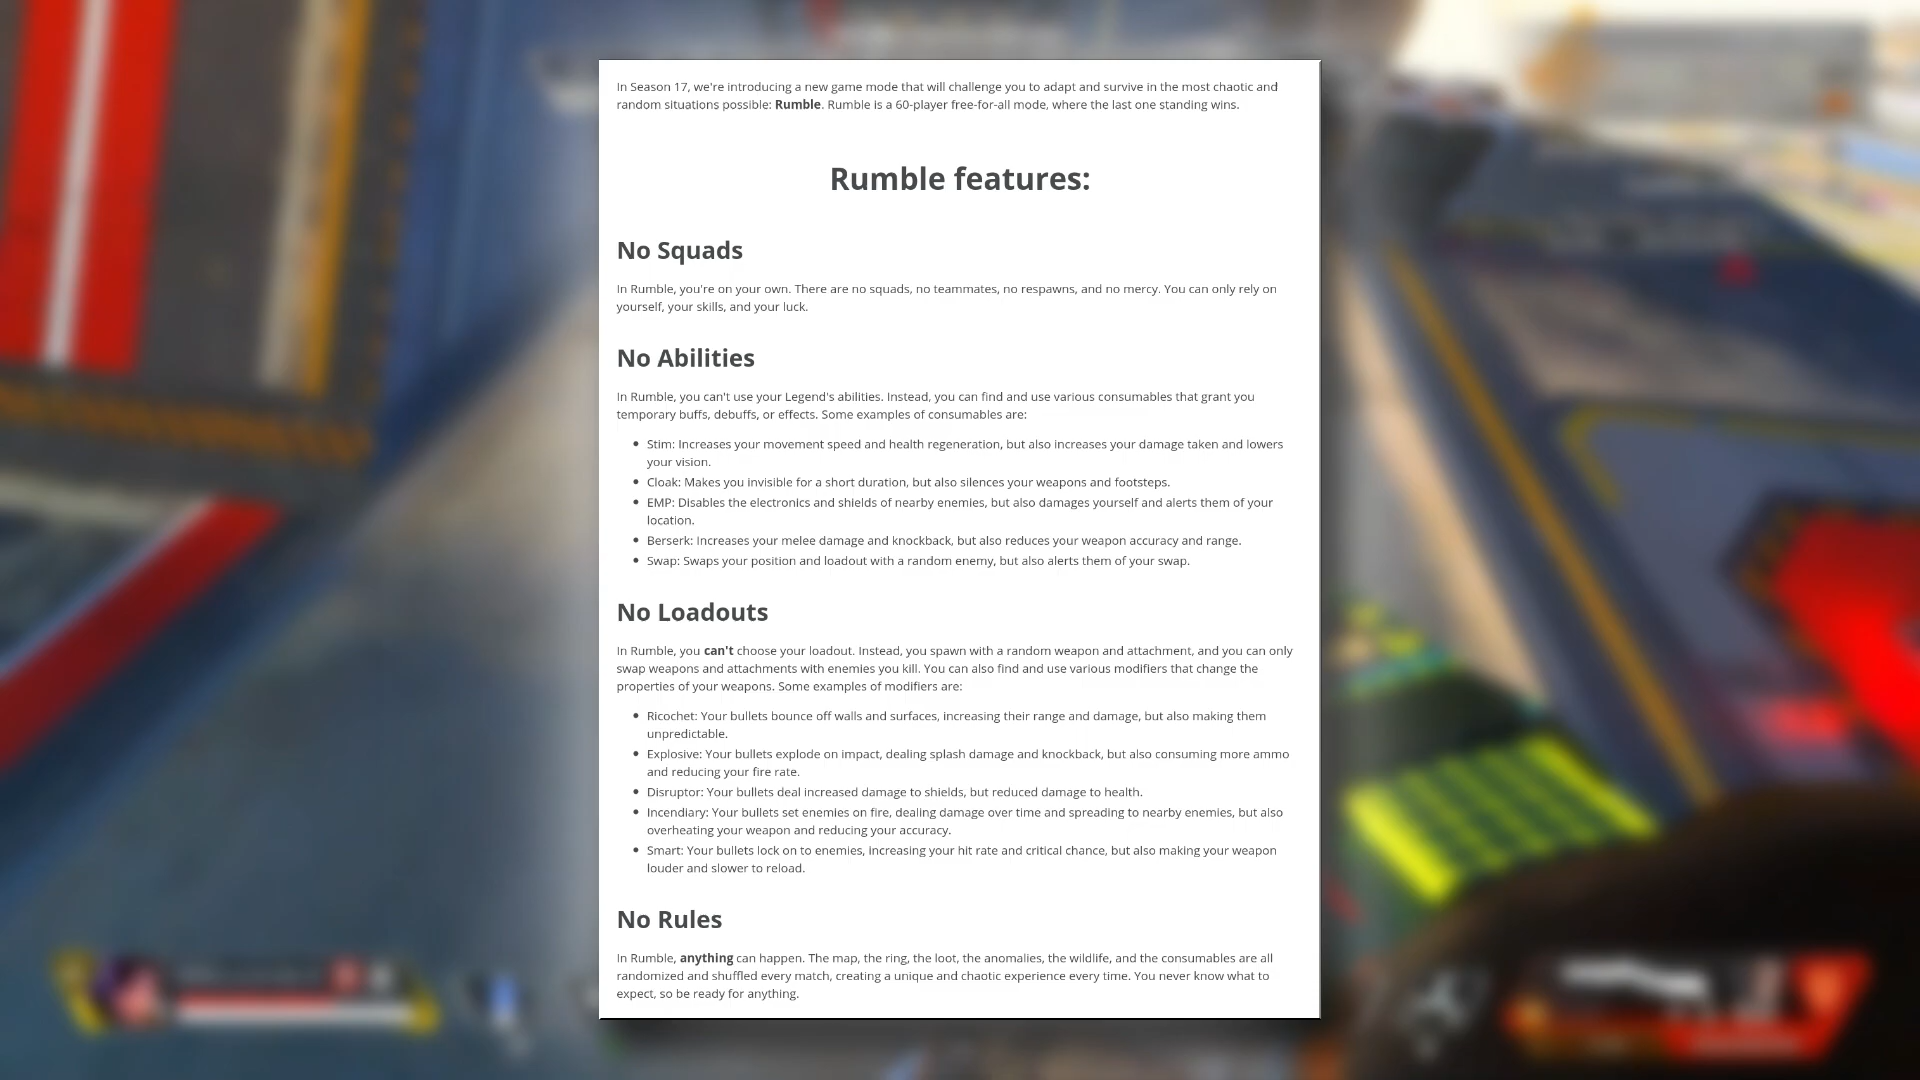 In Season 17, we're introducing a new game mode that will challenge you to adapt and survive in the most chaotic and
random situations possible: Rumble. Rumble is a 60-player free-for-all mode, where the last one standing wins.
Rumble features:
No Squads
In Rumble, you're on your own. There are no squads, no teammates, no respawns, and no mercy. You can only rely on
yourself, your skills, and your luck.
No Abilities
In Rumble, you can't use your Legend's abilities. Instead, you can find and use various consumables that grant you
temporary buffs, debuffs, or effects. Some examples of consumables are:
• Stim: Increases your movement speed and health regeneration, but also increases your damage taken and lowers
your vision.
• Cloak: Makes you invisible for a short duration, but also silences your weapons and footsteps.
• EMP: Disables the electronics and shields of nearby enemies, but also damages yourself and alerts them of your
location.
• Berserk: Increases your melee damage and knockback, but also reduces your weapon accuracy and range.
• Swap: Swaps your position and loadout with a random enemy, but also alerts them of your swap.
No Loadouts
In Rumble, you can't choose your loadout. Instead, you spawn with a random weapon and attachment, and you can only
swap weapons and attachments with enemies you kill. You can also find and use various modifiers that change the
properties of your weapons. Some examples of modifiers are:
• Ricochet: Your bullets bounce off walls and surfaces, increasing their range and damage, but also making them
unpredictable.
• Explosive: Your bullets explode on impact, dealing splash damage and knockback, but also consuming more ammo
and reducing your fire rate.
• Disruptor: Your bullets deal increased damage to shields, but reduced damage to health.
• Incendiary: Your bullets set enemies on fire, dealing damage over time and spreading to nearby enemies, but also
overheating your weapon and reducing your accuracy.
• Smart: Your bullets lock on to enemies, increasing your hit rate and critical chance, but also making your weapon
louder and slower to reload.
No Rules
In Rumble, anything can happen. The map, the ring, the loot, the anomalies, the wildlife, and the consumables are all
randomized and shuffled every match, creating a unique and chaotic experience every time. You never know what to
expect, so be ready for anything.